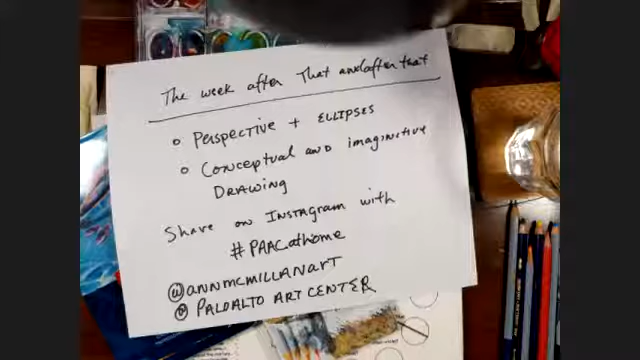 The week after That and after that
o Perspective + ELLIPSES
o Conceptual and imaginitive
DRAWING
Share on INSTAGRAM with
#PAACathome
@annmcmillanart
@ PALOALTO ART CENTER